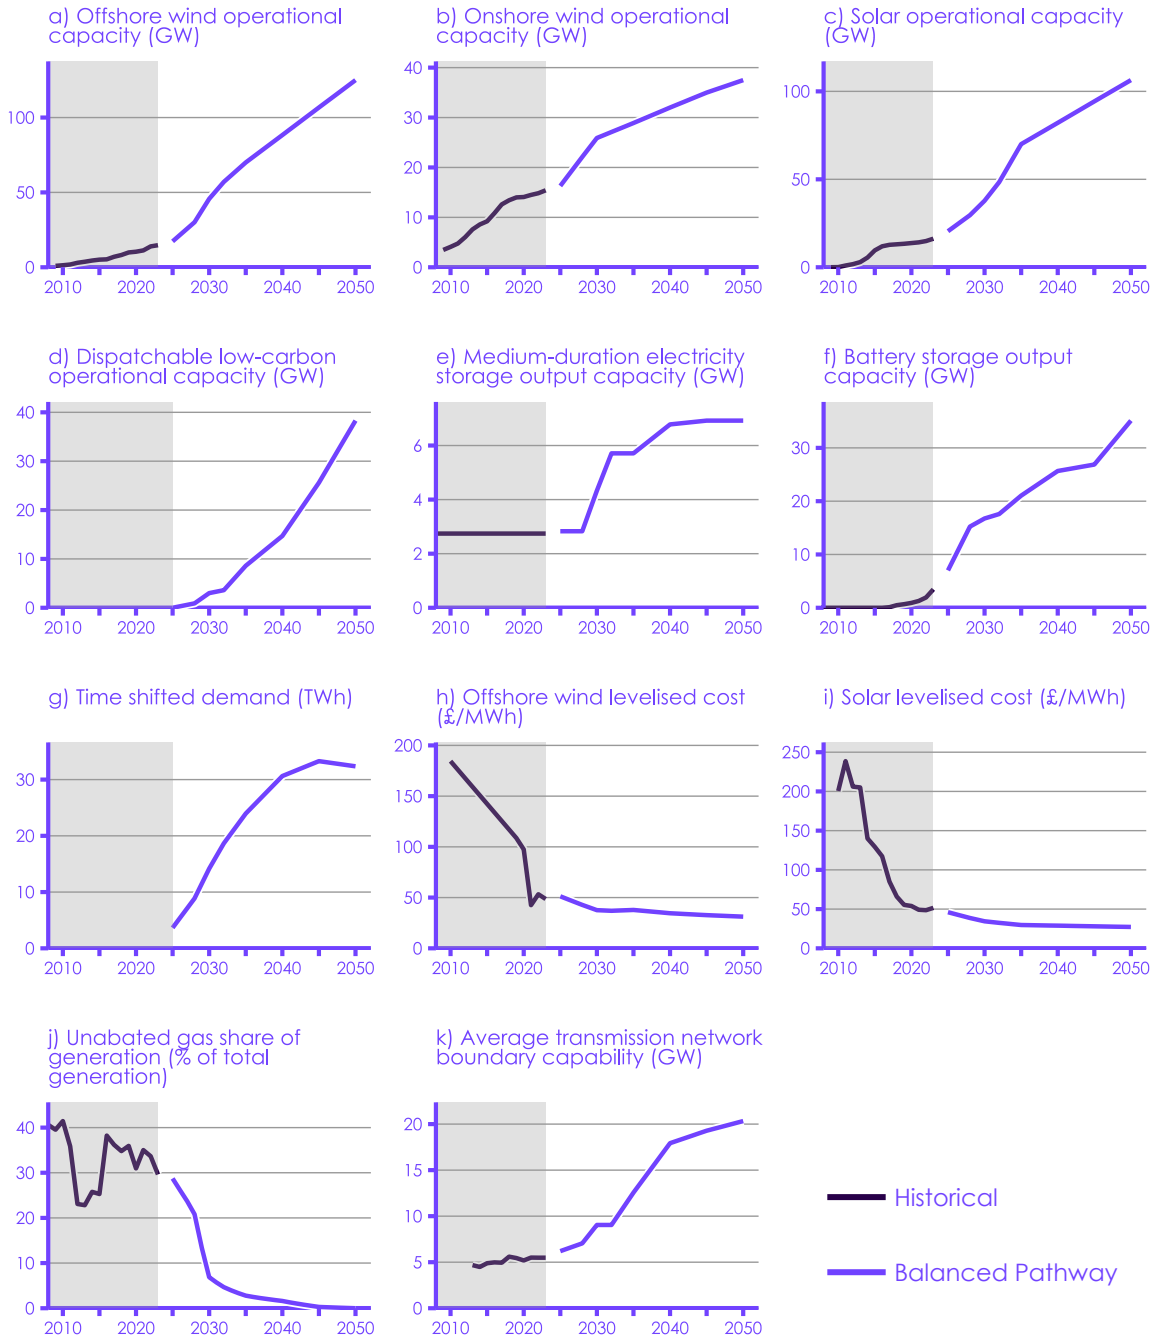 a) Offshore wind operational
capacity (GW)
100
50
0
2010 2020 2030 2040 2050
b) Onshore wind operational
capacity (GW)
40
30
20
10
0
2010 2020 2030 2040 2050
c) Solar operational capacity
(GW)
100
50
0
2010 2020 2030 2040 2050
d) Dispatchable low-carbon
operational capacity (GW)
40
30
20
10
0
2010 2020 2030 2040 2050
e) Medium-duration electricity
storage output capacity (GW)
6
4
2
0
2010 2020 2030 2040 2050
f) Battery storage output
capacity (GW)
30
20
10
0
2010 2020 2030 2040 2050
g) Time shifted demand (TWh)
30
20
10
0
2010 2020 2030 2040 2050
h) Offshore wind levelised cost
(£/MWh)
200
150
100
50
0
2010 2020 2030 2040 2050
i) Solar levelised cost (£/MWh)
250
200
150
100
50
0
2010 2020 2030 2040 2050
j) Unabated gas share of
generation (% of total
generation)
40
30
20
10
0
2010 2020 2030 2040 2050
k) Average transmission network
boundary capability (GW)
20
15
10
5
0
2010 2020 2030 2040 2050
Historical
Balanced Pathway